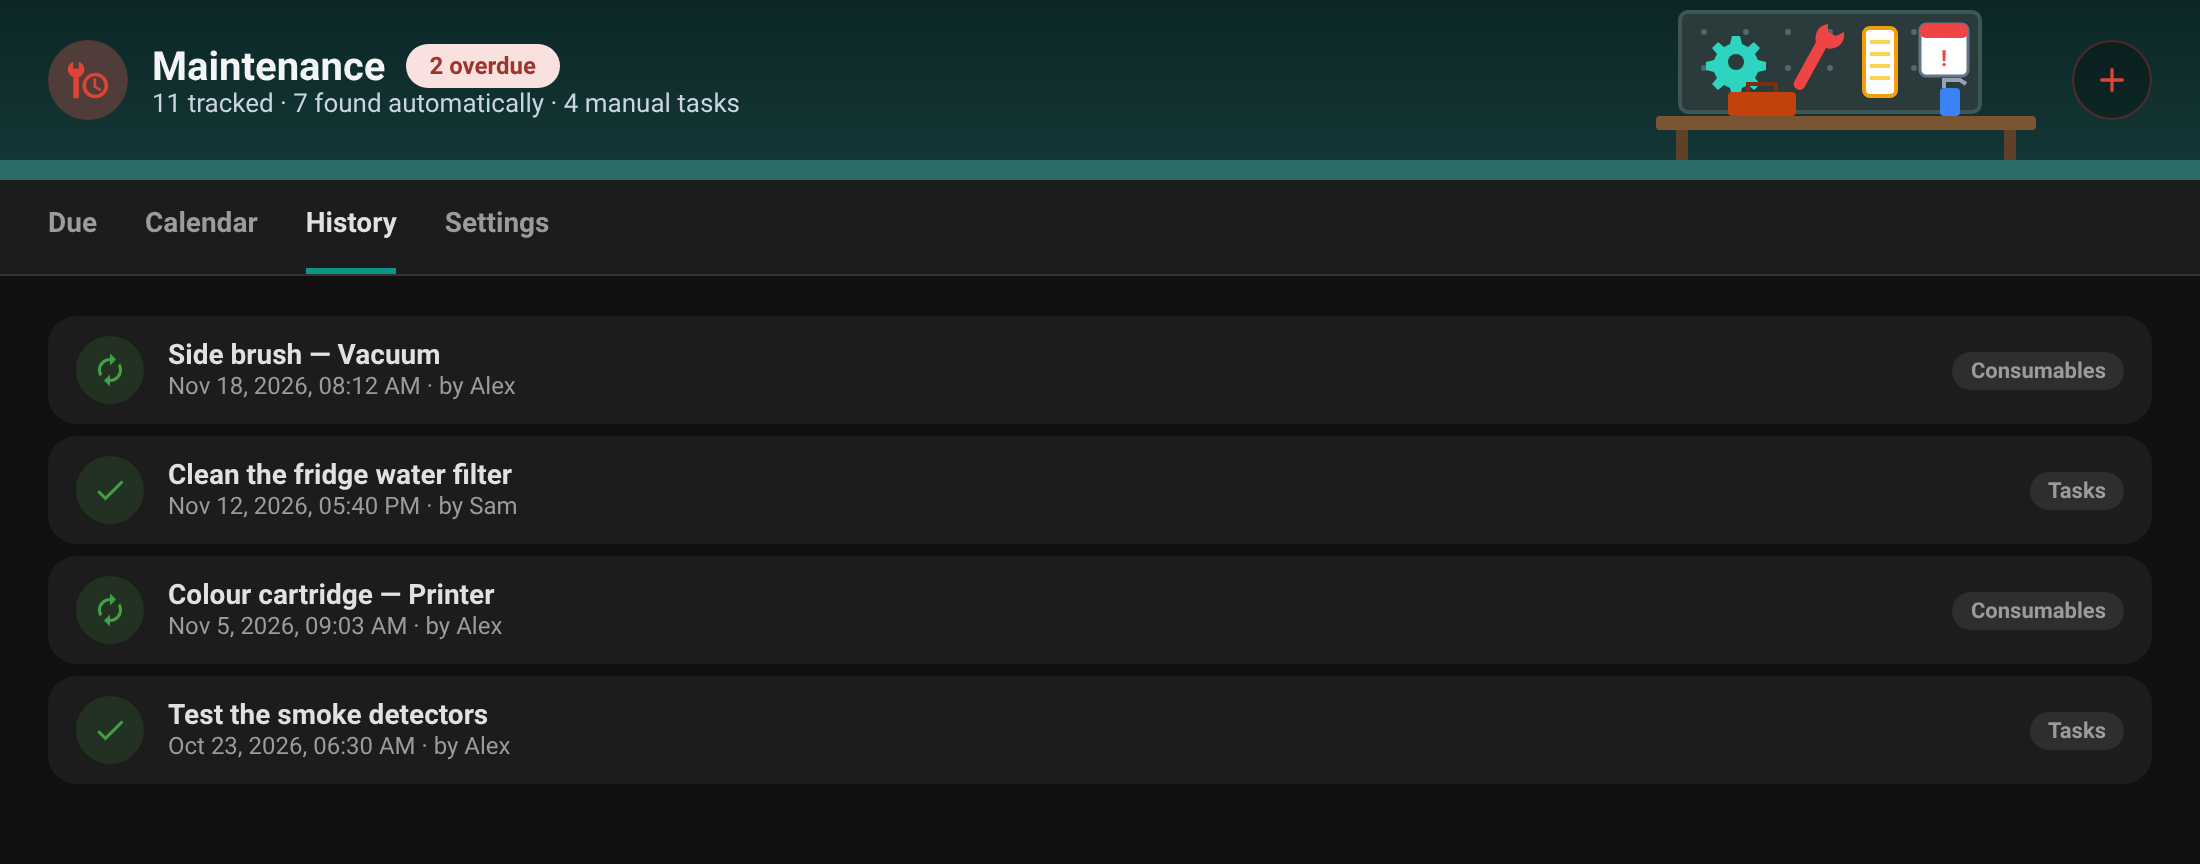 Maintenance
2 overdue
11 tracked · 7 found automatically · 4 manual tasks
!
Due
Calendar
History
Settings
Side brush — Vacuum
Nov 18, 2026, 08:12 AM · by Alex
Consumables
Clean the fridge water filter
Nov 12, 2026, 05:40 PM · by Sam
Tasks
Colour cartridge — Printer
Nov 5, 2026, 09:03 AM · by Alex
Consumables
Test the smoke detectors
Oct 23, 2026, 06:30 AM · by Alex
Tasks